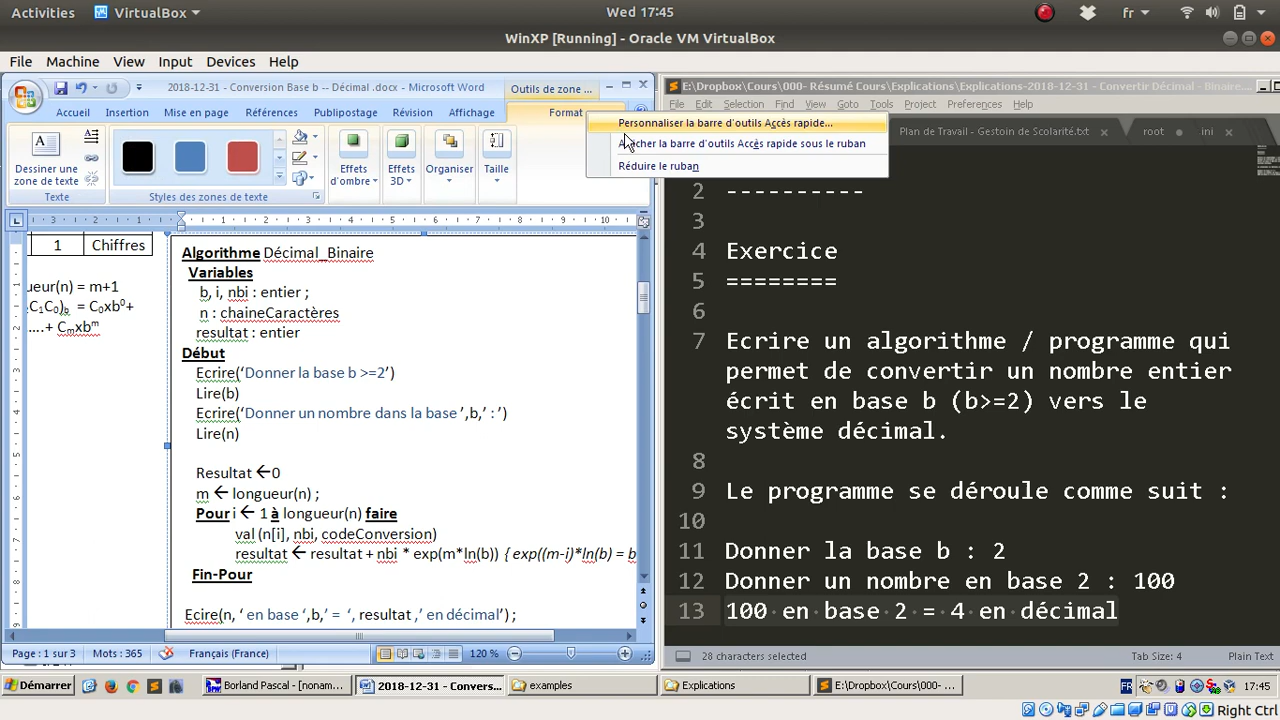 Activities VirtualBox Wed 17:45 fr
WinXP [Running] - Oracle VM VirtualBox
File Machine View Input Devices Help
2018-12-31 - Conversion Base b -- Décimal .docx - Microsoft Word Outils de zone ...
Accueil Insertion Mise en page Références Publipostage Révision Affichage Format
Dessiner une zone de texte
Texte
Styles des zones de texte
Effets d'ombre
Effets 3D
Organiser
Taille
Personnaliser la barre d'outils Accès rapide...
cher la barre d'outils Accès rapide sous le ruban
Réduire le ruban
1 Chiffres
ueur(n) = m+1
C₁C₀)b = C₀xb⁰+
....+ Cmxbᵐ
Algorithme Décimal_Binaire
Variables
b, i, nbi : entier ;
n : chaineCaractères
resultat : entier
Début
Ecrire(‘Donner la base b >=2’)
Lire(b)
Ecrire(‘Donner un nombre dans la base ’,b,’ : ’)
Lire(n)
Resultat ←0
m ← longueur(n) ;
Pour i ← 1 à longueur(n) faire
val (n[i], nbi, codeConversion)
resultat ← resultat + nbi * exp(m*ln(b)) { exp((m-i)*ln(b) = b
Fin-Pour
Ecire(n, ‘ en base ‘,b,’ = ‘, resultat ,’ en décimal’) ;
Page : 1 sur 3 Mots : 365 Français (France) 120 %
E:\Dropbox\Cours\000- Résumé Cours\Explications\Explications-2018-12-31 - Convertir Décimal - Binaire.
File Edit Selection Find View Goto Tools Project Preferences Help
Plan de Travail - Gestoin de Scolarité.txt root ini
2 ----------
3
4 Exercice
5 ========
6
7 Ecrire un algorithme / programme qui
permet de convertir un nombre entier
écrit en base b (b>=2) vers le
système décimal.
8
9 Le programme se déroule comme suit :
10
11 Donner la base b : 2
12 Donner un nombre en base 2 : 100
13 100 en base 2 = 4 en décimal
28 characters selected Tab Size: 4 Plain Text
Démarrer Borland Pascal - [nonam... 2018-12-31 - Convers... examples Explications E:\Dropbox\Cours\000- ... FR 17:45
Right Ctrl